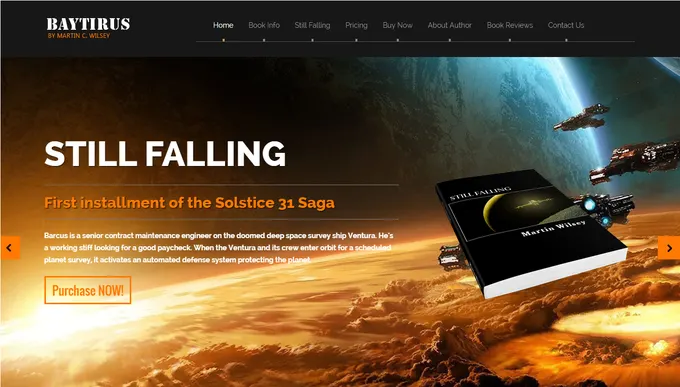 BAYTIRUS
BY MARTIN C. WILSEY
Home Book Info Still Falling Pricing Buy Now About Author Book Reviews Contact Us
STILL FALLING
First installment of the Solstice 31 Saga
Barcus is a senior contract maintenance engineer on the doomed deep space survey ship Ventura. He's
a working stiff looking for a good paycheck. When the Ventura and its crew enter orbit for a scheduled
planet survey, it activates an automated defense system protecting the planet.
Purchase NOW!
STILL FALLING
Martin Wilsey